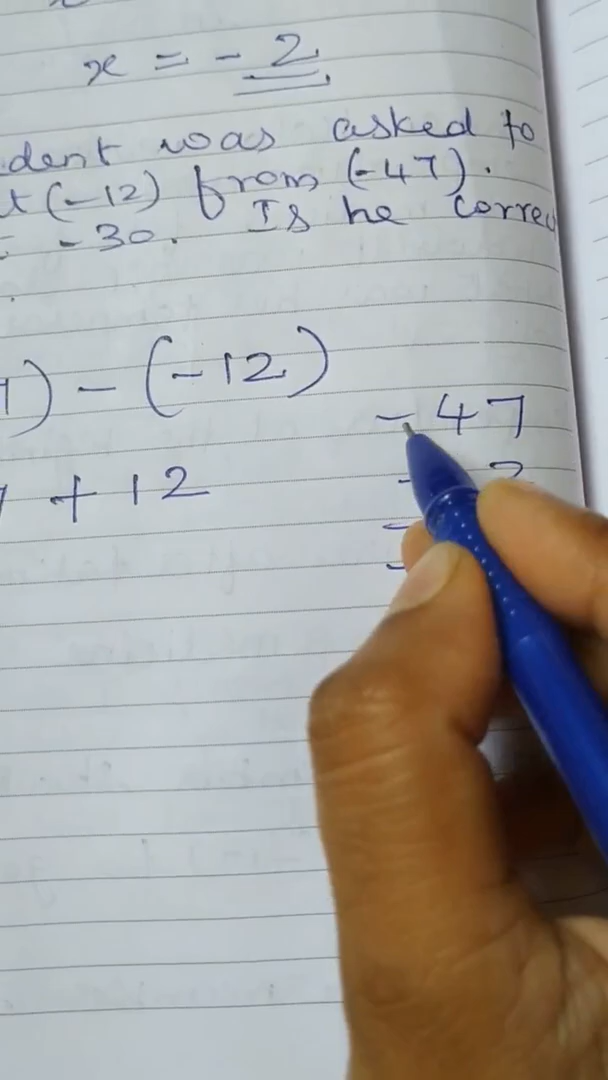 x = - 2
dent was asked to
t (-12) from (-47).
= -30. Is he correc
) - (-12)
-47
+ 12